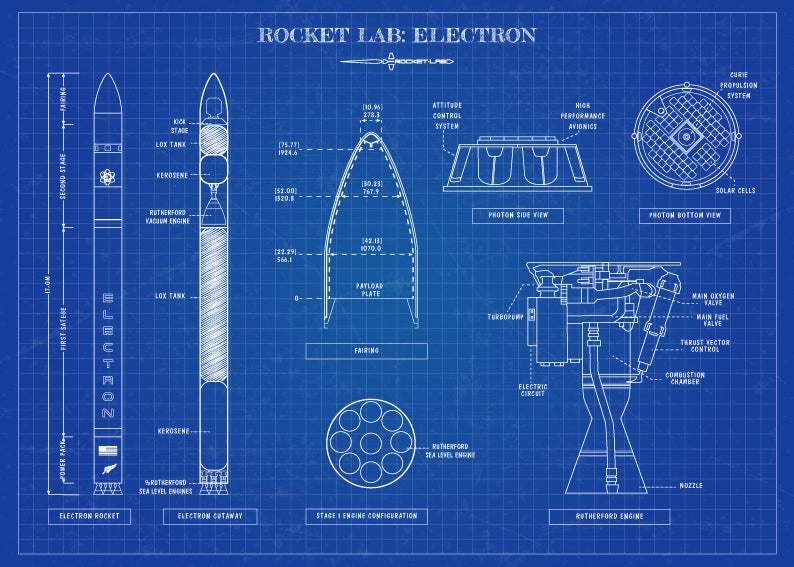 ROCKET LAB: ELECTRON
ROCKET LAB
FAIRING
SECOND STAGE
17.0M
FIRST SATEGE
POWER PACK
ELECTRON
ELECTRON ROCKET
KICK
STAGE
LOX TANK
KEROSENE
RUTHERFORD
VACUUM ENGINE
LOX TANK
KEROSENE
9xRUTHERFORD
SEA LEVEL ENGINES
ELECTRON CUTAWAY
[10.96]
278.3
[75.77]
1924.6
[30.23]
767.9
[52.00]
1320.8
[42.13]
1070.0
[22.29]
566.1
PAYLOAD
PLATE
0
FAIRING
RUTHERFORD
SEA LEVEL ENGINE
STAGE 1 ENGINE CONFIGURATION
ATTITUDE
CONTROL
SYSTEM
HIGH
PERFORMANCE
AVIONICS
PHOTON SIDE VIEW
CURIE
PROPULSION
SYSTEM
SOLAR CELLS
PHOTON BOTTOM VIEW
TURBOPUMP
ELECTRIC
CIRCUIT
MAIN OXYGEN
VALVE
MAIN FUEL
VALVE
THRUST VECTOR
CONTROL
COMBUSTION
CHAMBER
NOZZLE
RUTHERFORD ENGINE